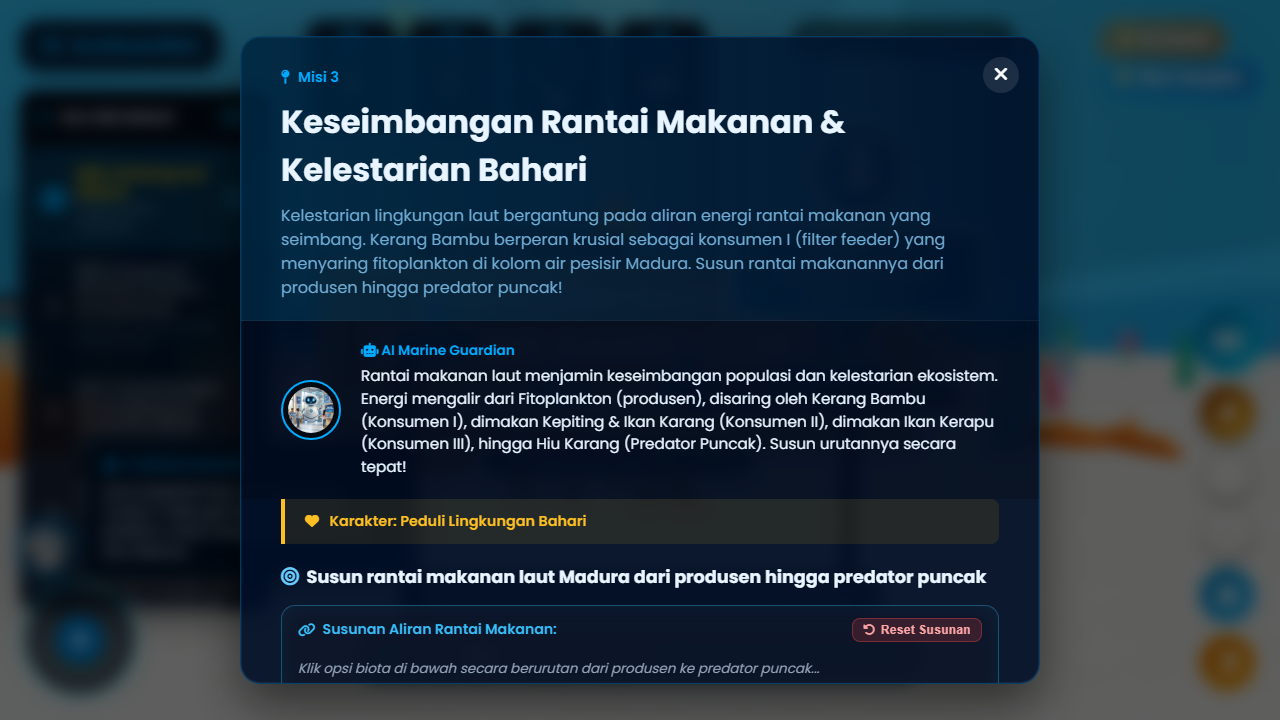 Misi 3
Keseimbangan Rantai Makanan &
Kelestarian Bahari
Kelestarian lingkungan laut bergantung pada aliran energi rantai makanan yang
seimbang. Kerang Bambu berperan krusial sebagai konsumen I (filter feeder) yang
menyaring fitoplankton di kolom air pesisir Madura. Susun rantai makanannya dari
produsen hingga predator puncak!
AI Marine Guardian
Rantai makanan laut menjamin keseimbangan populasi dan kelestarian ekosistem.
Energi mengalir dari Fitoplankton (produsen), disaring oleh Kerang Bambu
(Konsumen I), dimakan Kepiting & Ikan Karang (Konsumen II), dimakan Ikan Kerapu
(Konsumen III), hingga Hiu Karang (Predator Puncak). Susun urutannya secara
tepat!
Karakter: Peduli Lingkungan Bahari
Susun rantai makanan laut Madura dari produsen hingga predator puncak
Susunan Aliran Rantai Makanan:
Reset Susunan
Klik opsi biota di bawah secara berurutan dari produsen ke predator puncak...